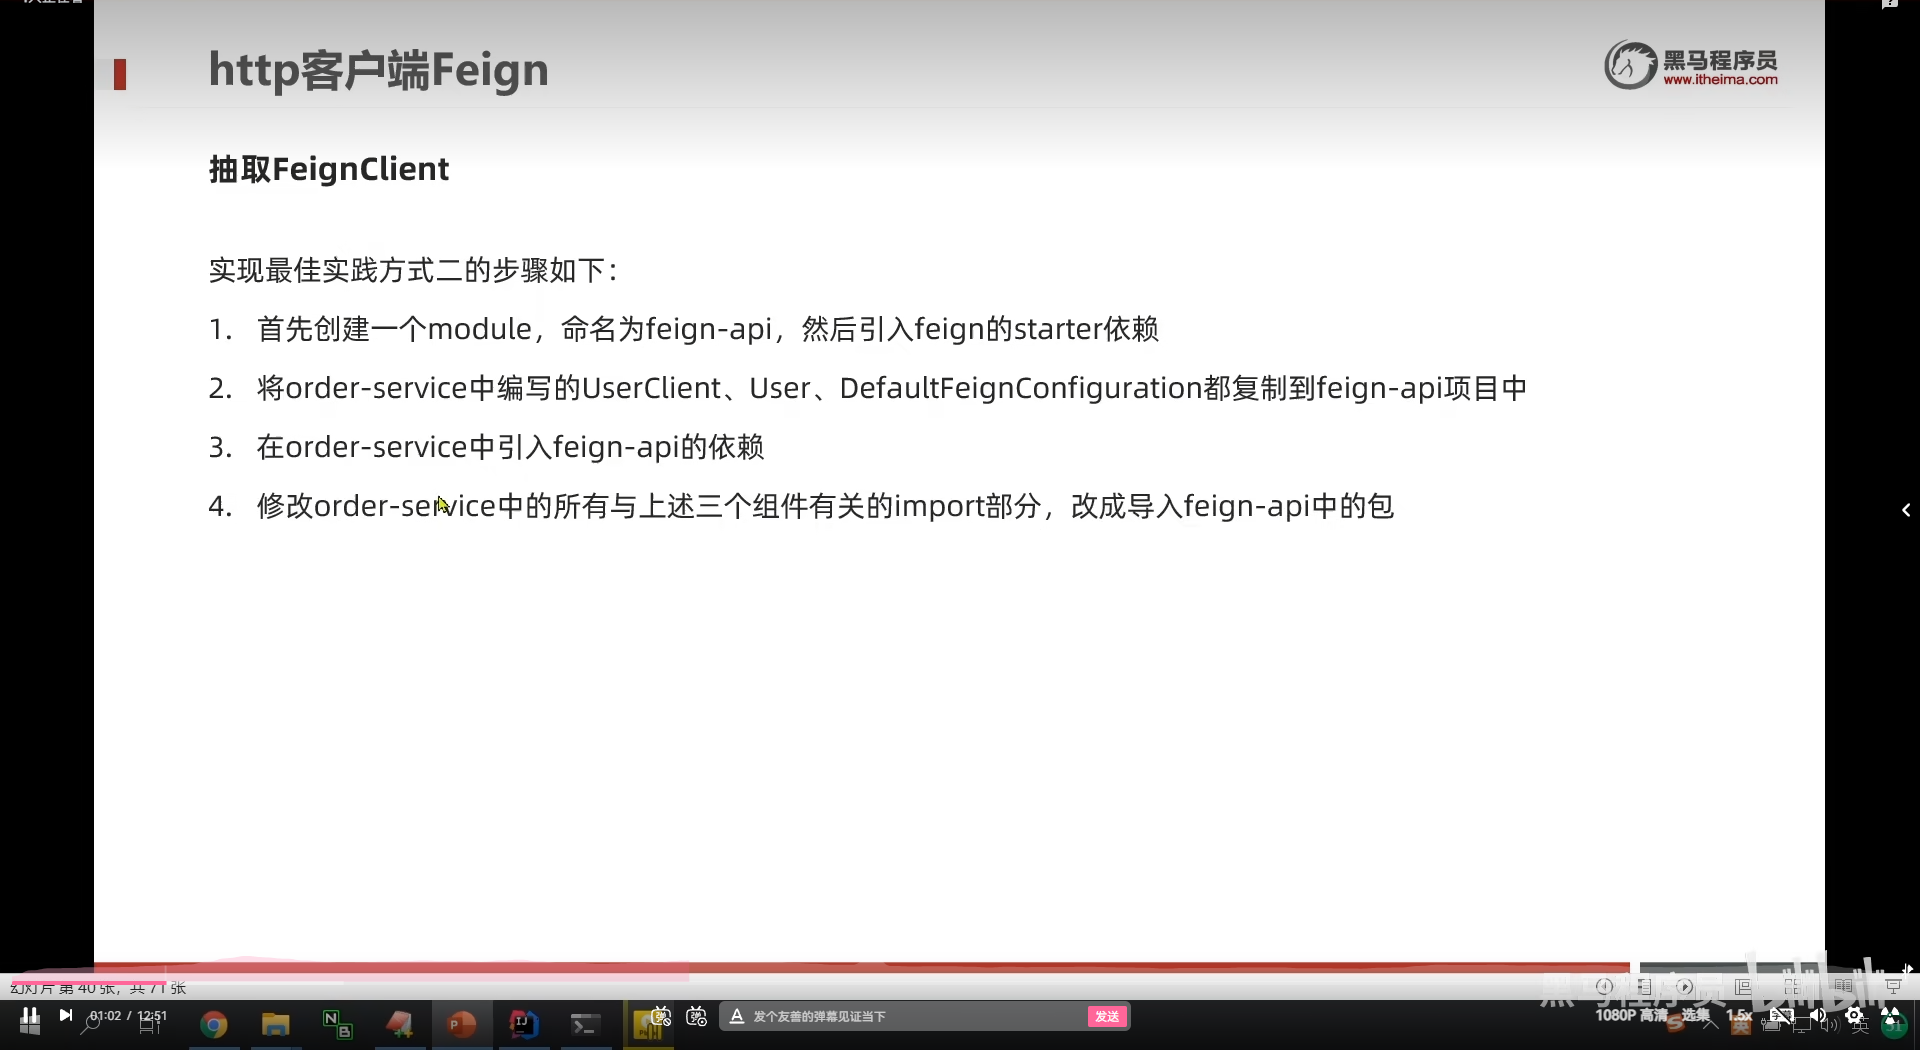 http客户端Feign
黑马程序员
www.itheima.com
抽取FeignClient
实现最佳实践方式二的步骤如下：
1. 首先创建一个module，命名为feign-api，然后引入feign的starter依赖
2. 将order-service中编写的UserClient、User、DefaultFeignConfiguration都复制到feign-api项目中
3. 在order-service中引入feign-api的依赖
4. 修改order-service中的所有与上述三个组件有关的import部分，改成导入feign-api中的包
幻灯片 第 40 张，共 71 张
黑马程序员 bilibili
01:02 / 12:51
发个友善的弹幕见证当下
发送
1080P 高清
选集
1.5x
英